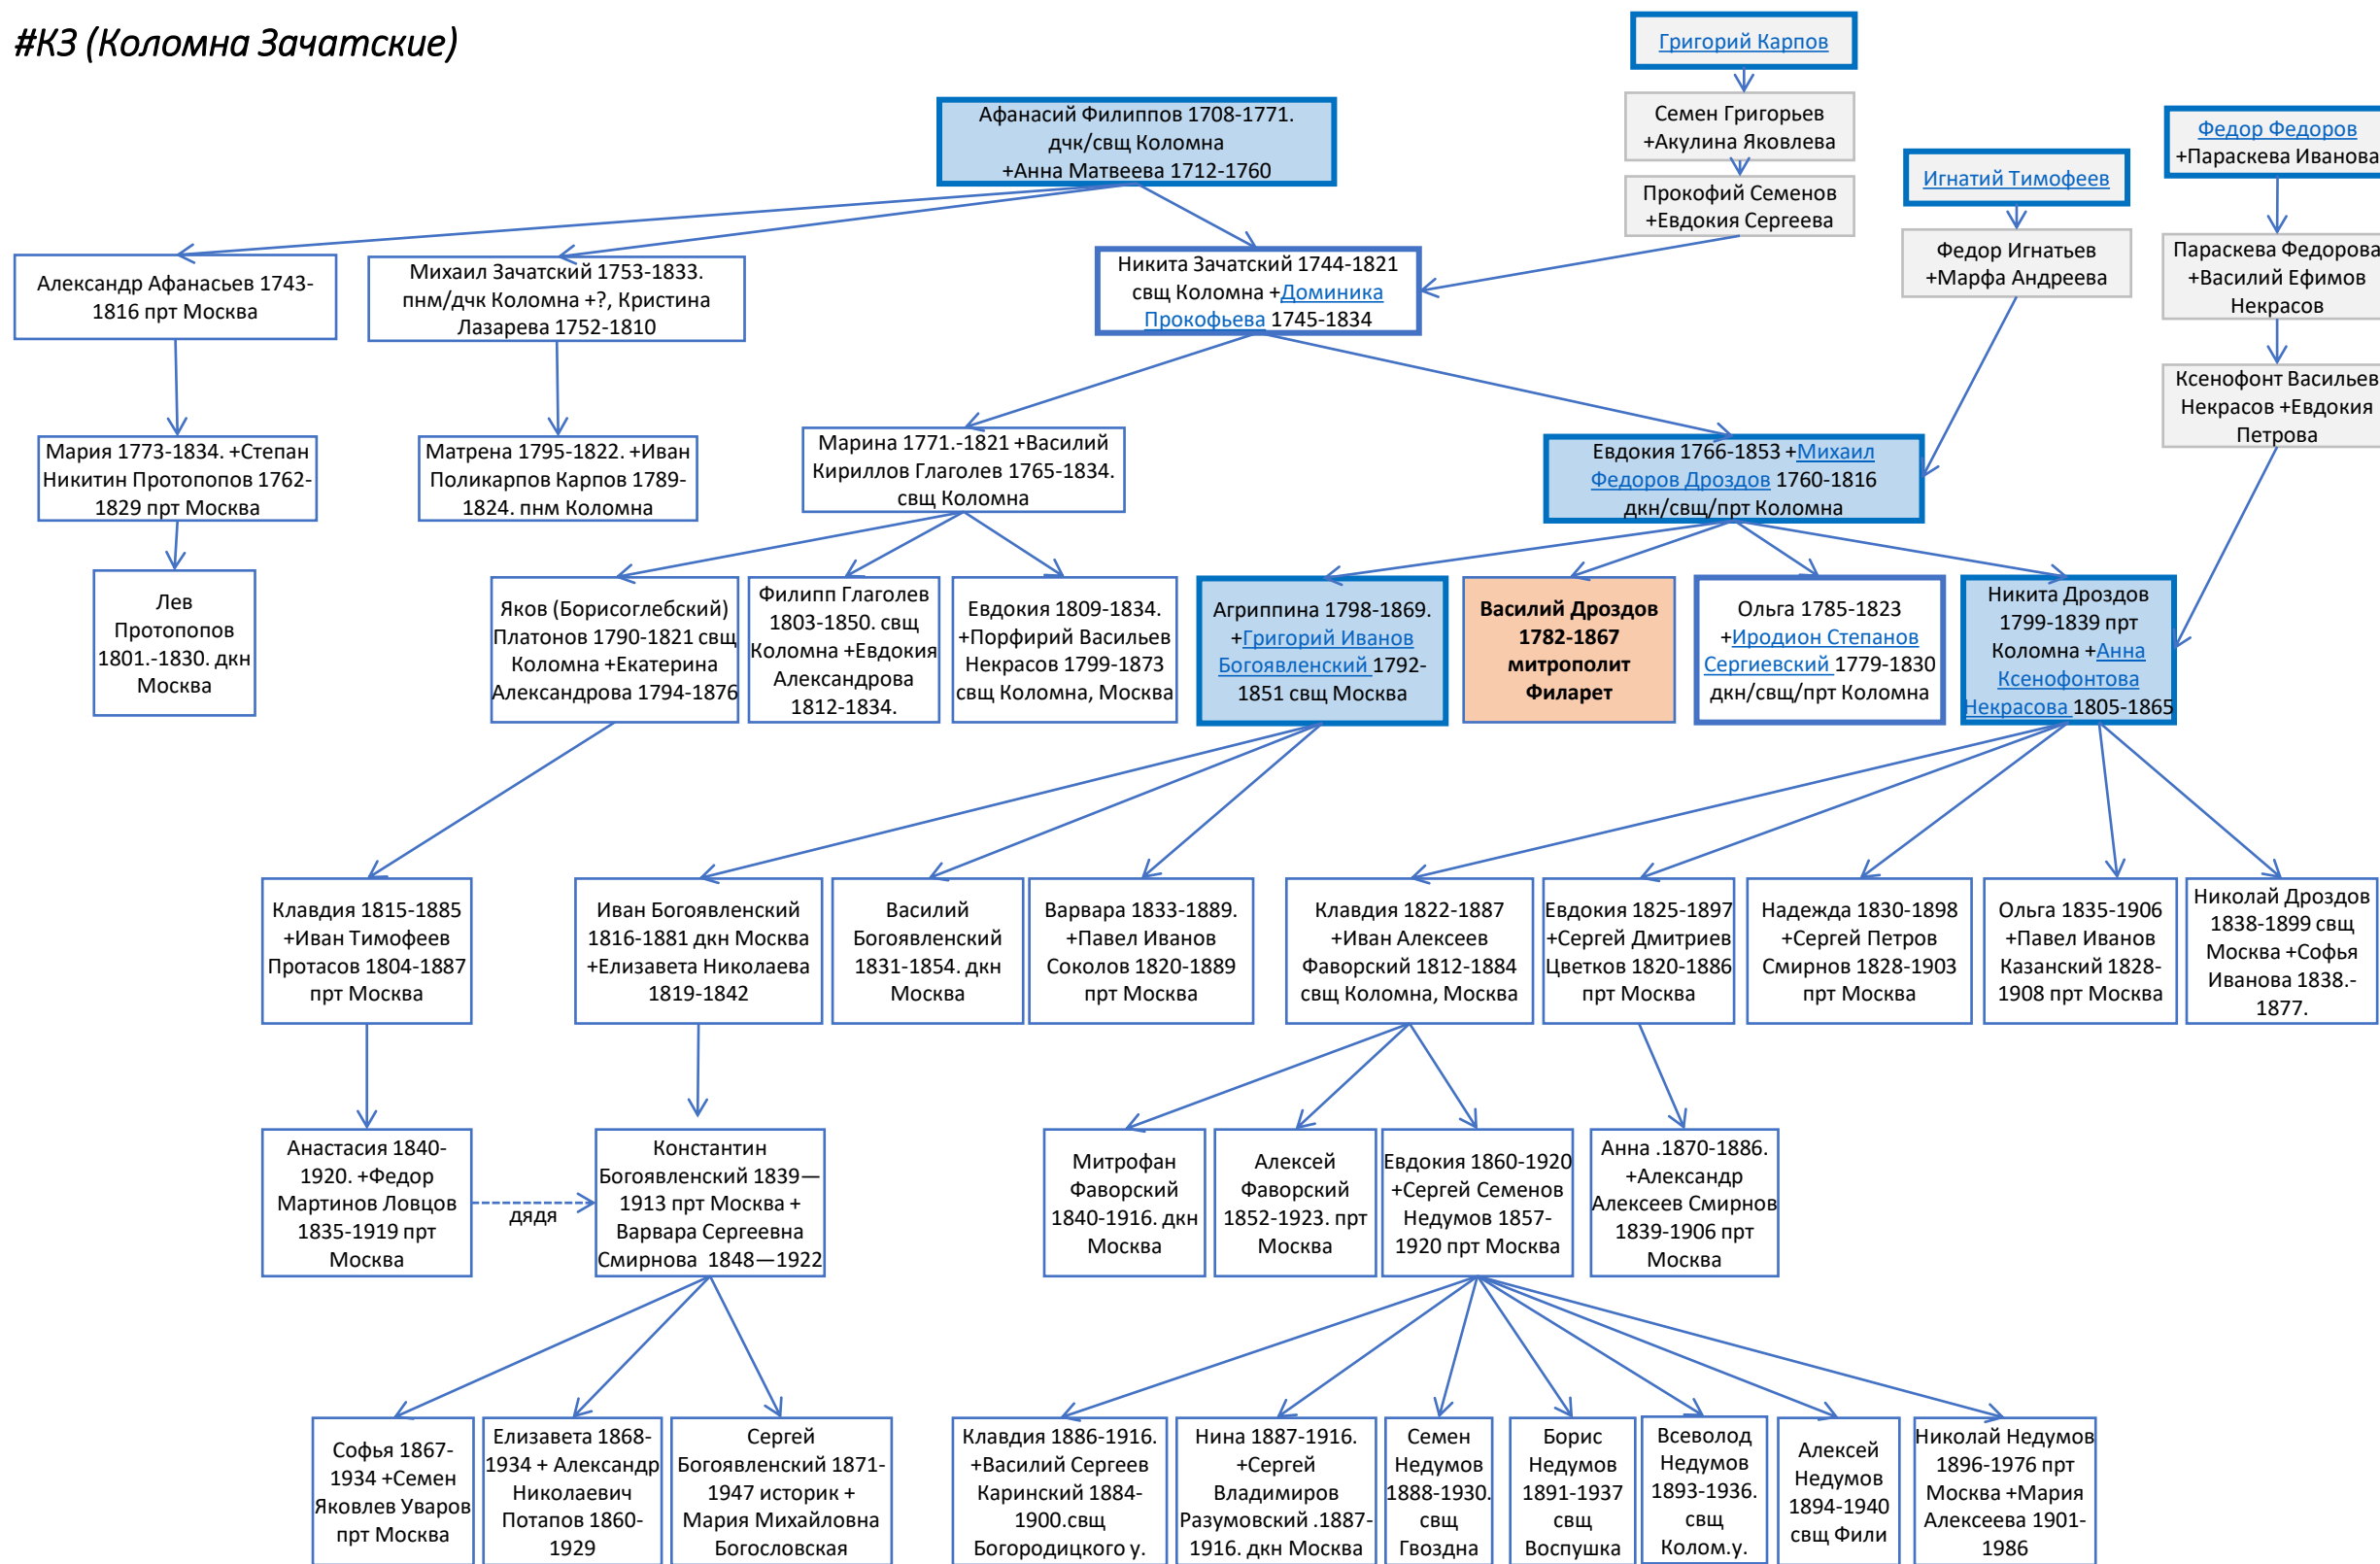 #КЗ (Коломна Зачатские)
Григорий Карпов
Семен Григорьев
+Акулина Яковлева
Прокофий Семенов
+Евдокия Сергеева
Афанасий Филиппов 1708-1771.
дчк/свщ Коломна
+Анна Матвеева 1712-1760
Игнатий Тимофеев
Федор Игнатьев
+Марфа Андреева
Федор Федоров
+Параскева Иванова
Параскева Федорова
+Василий Ефимов
Некрасов
Ксенофонт Васильев
Некрасов +Евдокия
Петрова
Александр Афанасьев 1743-
1816 прт Москва
Михаил Зачатский 1753-1833.
пнм/дчк Коломна +?, Кристина
Лазарева 1752-1810
Никита Зачатский 1744-1821
свщ Коломна +Доминика
Прокофьева 1745-1834
Мария 1773-1834. +Степан
Никитин Протопопов 1762-
1829 прт Москва
Матрена 1795-1822. +Иван
Поликарпов Карпов 1789-
1824. пнм Коломна
Марина 1771.-1821 +Василий
Кириллов Глаголев 1765-1834.
свщ Коломна
Евдокия 1766-1853 +Михаил
Федоров Дроздов 1760-1816
дкн/свщ/прт Коломна
Лев
Протопопов
1801.-1830. дкн
Москва
Яков (Борисоглебский)
Платонов 1790-1821 свщ
Коломна +Екатерина
Александрова 1794-1876
Филипп Глаголев
1803-1850. свщ
Коломна +Евдокия
Александрова
1812-1834.
Евдокия 1809-1834.
+Порфирий Васильев
Некрасов 1799-1873
свщ Коломна, Москва
Агриппина 1798-1869.
+Григорий Иванов
Богоявленский 1792-
1851 свщ Москва
Василий Дроздов
1782-1867
митрополит
Филарет
Ольга 1785-1823
+Иродион Степанов
Сергиевский 1779-1830
дкн/свщ/прт Коломна
Никита Дроздов
1799-1839 прт
Коломна +Анна
Ксенофонтова
Некрасова 1805-1865
Клавдия 1815-1885
+Иван Тимофеев
Протасов 1804-1887
прт Москва
Иван Богоявленский
1816-1881 дкн Москва
+Елизавета Николаева
1819-1842
Василий
Богоявленский
1831-1854. дкн
Москва
Варвара 1833-1889.
+Павел Иванов
Соколов 1820-1889
прт Москва
Клавдия 1822-1887
+Иван Алексеев
Фаворский 1812-1884
свщ Коломна, Москва
Евдокия 1825-1897
+Сергей Дмитриев
Цветков 1820-1886
прт Москва
Надежда 1830-1898
+Сергей Петров
Смирнов 1828-1903
прт Москва
Ольга 1835-1906
+Павел Иванов
Казанский 1828-
1908 прт Москва
Николай Дроздов
1838-1899 свщ
Москва +Софья
Иванова 1838.-
1877.
Анастасия 1840-
1920. +Федор
Мартинов Ловцов
1835-1919 прт
Москва
дядя
Константин
Богоявленский 1839—
1913 прт Москва +
Варвара Сергеевна
Смирнова 1848—1922
Митрофан
Фаворский
1840-1916. дкн
Москва
Алексей
Фаворский
1852-1923. прт
Москва
Евдокия 1860-1920
+Сергей Семенов
Недумов 1857-
1920 прт Москва
Анна .1870-1886.
+Александр
Алексеев Смирнов
1839-1906 прт
Москва
Софья 1867-
1934 +Семен
Яковлев Уваров
прт Москва
Елизавета 1868-
1934 + Александр
Николаевич
Потапов 1860-
1929
Сергей
Богоявленский 1871-
1947 историк +
Мария Михайловна
Богословская
Клавдия 1886-1916.
+Василий Сергеев
Каринский 1884-
1900.свщ
Богородицкого у.
Нина 1887-1916.
+Сергей
Владимиров
Разумовский .1887-
1916. дкн Москва
Семен
Недумов
1888-1930.
свщ
Гвоздна
Борис
Недумов
1891-1937
свщ
Воспушка
Всеволод
Недумов
1893-1936.
свщ
Колом.у.
Алексей
Недумов
1894-1940
свщ Фили
Николай Недумов
1896-1976 прт
Москва +Мария
Алексеева 1901-
1986